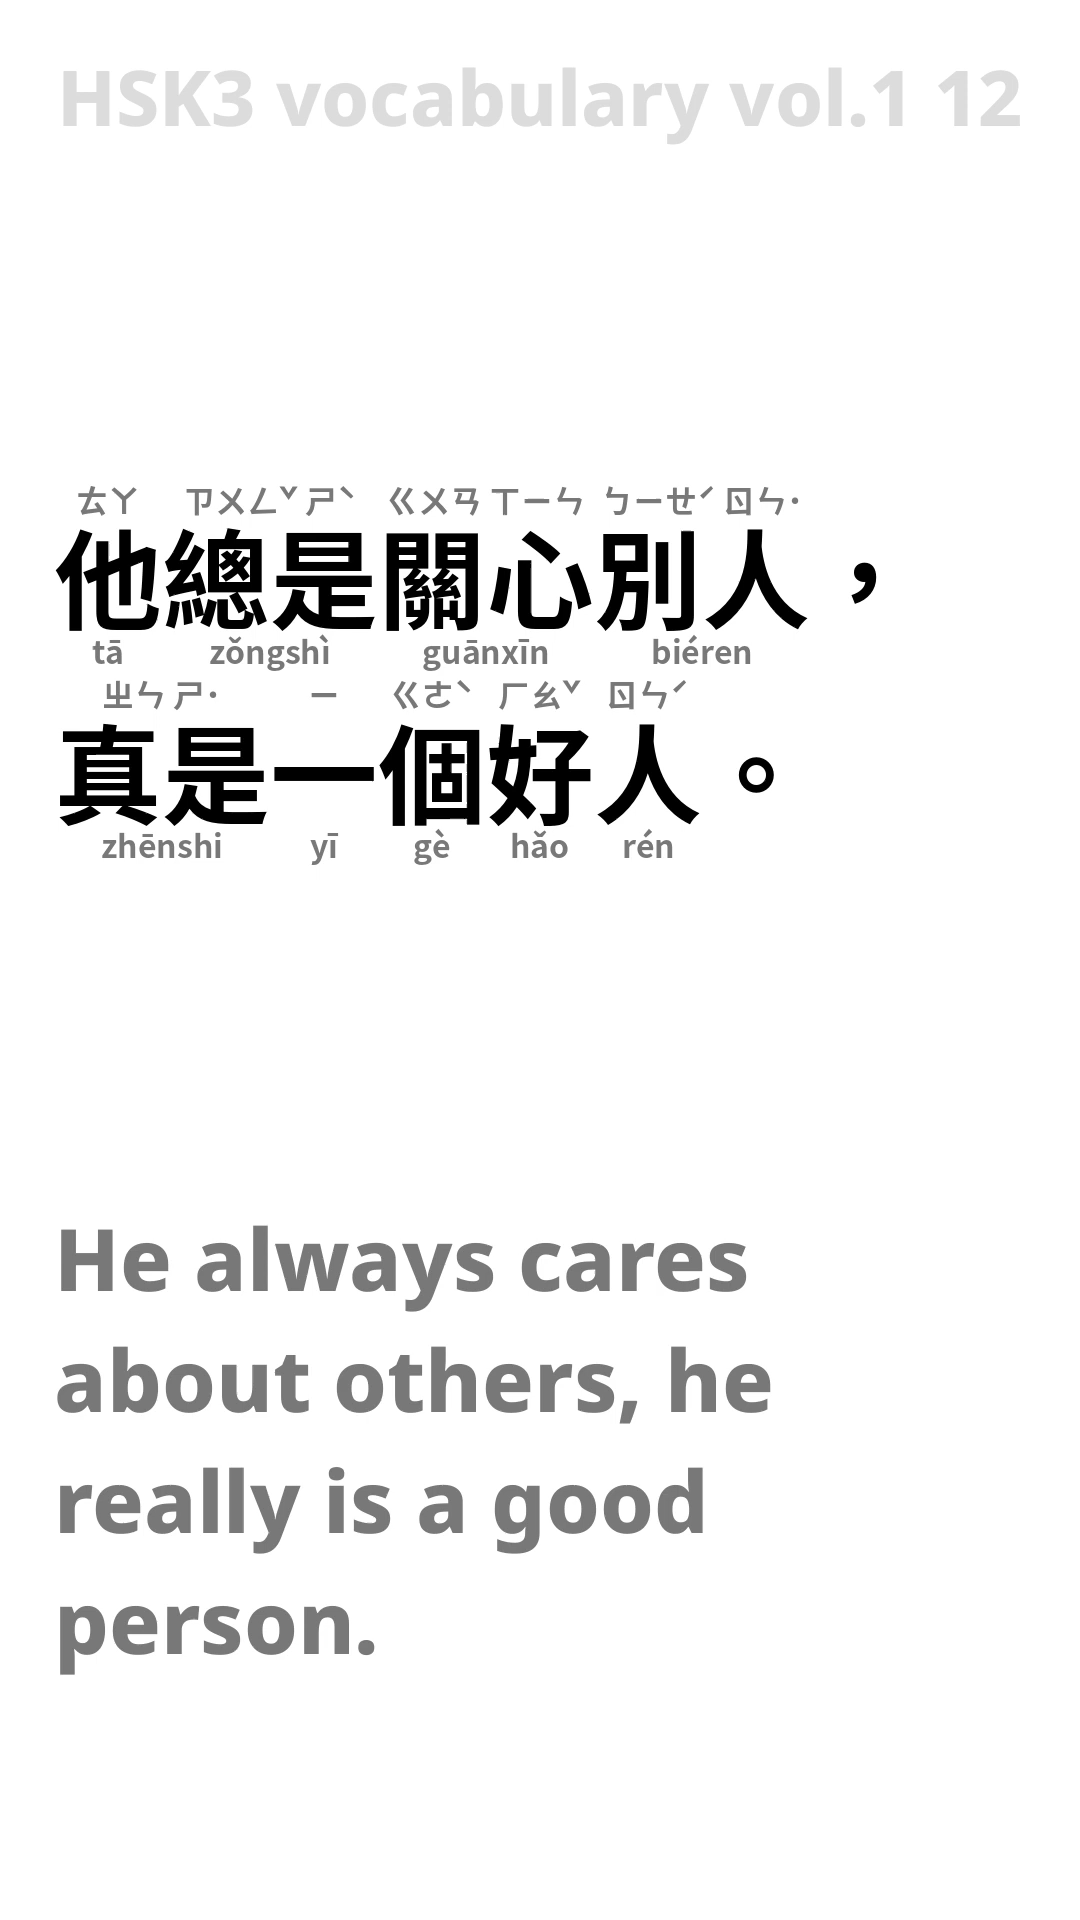 HSK3 vocabulary vol.1 12
ㄊㄚ ㄗㄨㄥˇ ㄕˋ ㄍㄨㄢ ㄒㄧㄣ ㄅㄧㄝˊ ㄖㄣ˙
他總是關心別人，
tā zǒngshì guānxīn biéren
ㄓㄣ ㄕ˙ ㄧ ㄍㄜˋ ㄏㄠˇ ㄖㄣˊ
真是一個好人。
zhēnshi yī gè hǎo rén
He always cares
about others, he
really is a good
person.